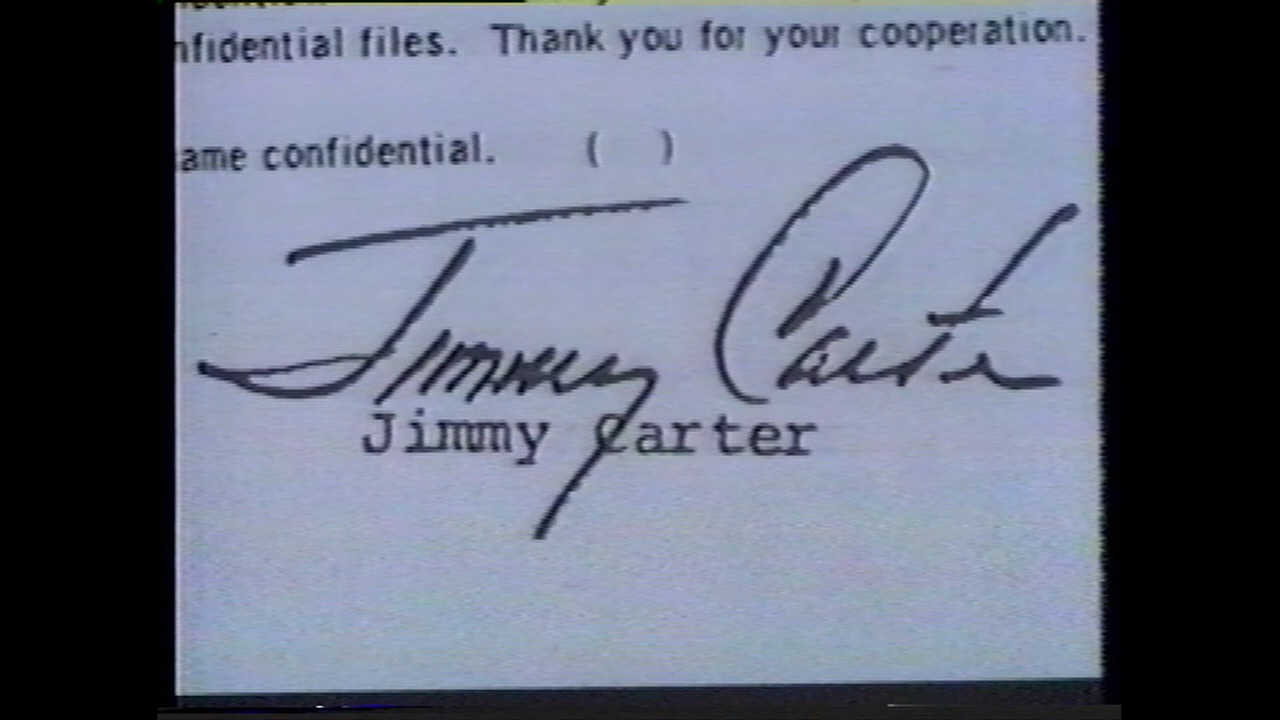 nfidential files. Thank you for your cooperation.
ame confidential. ( )
Jimmy Carter
Jimmy Carter